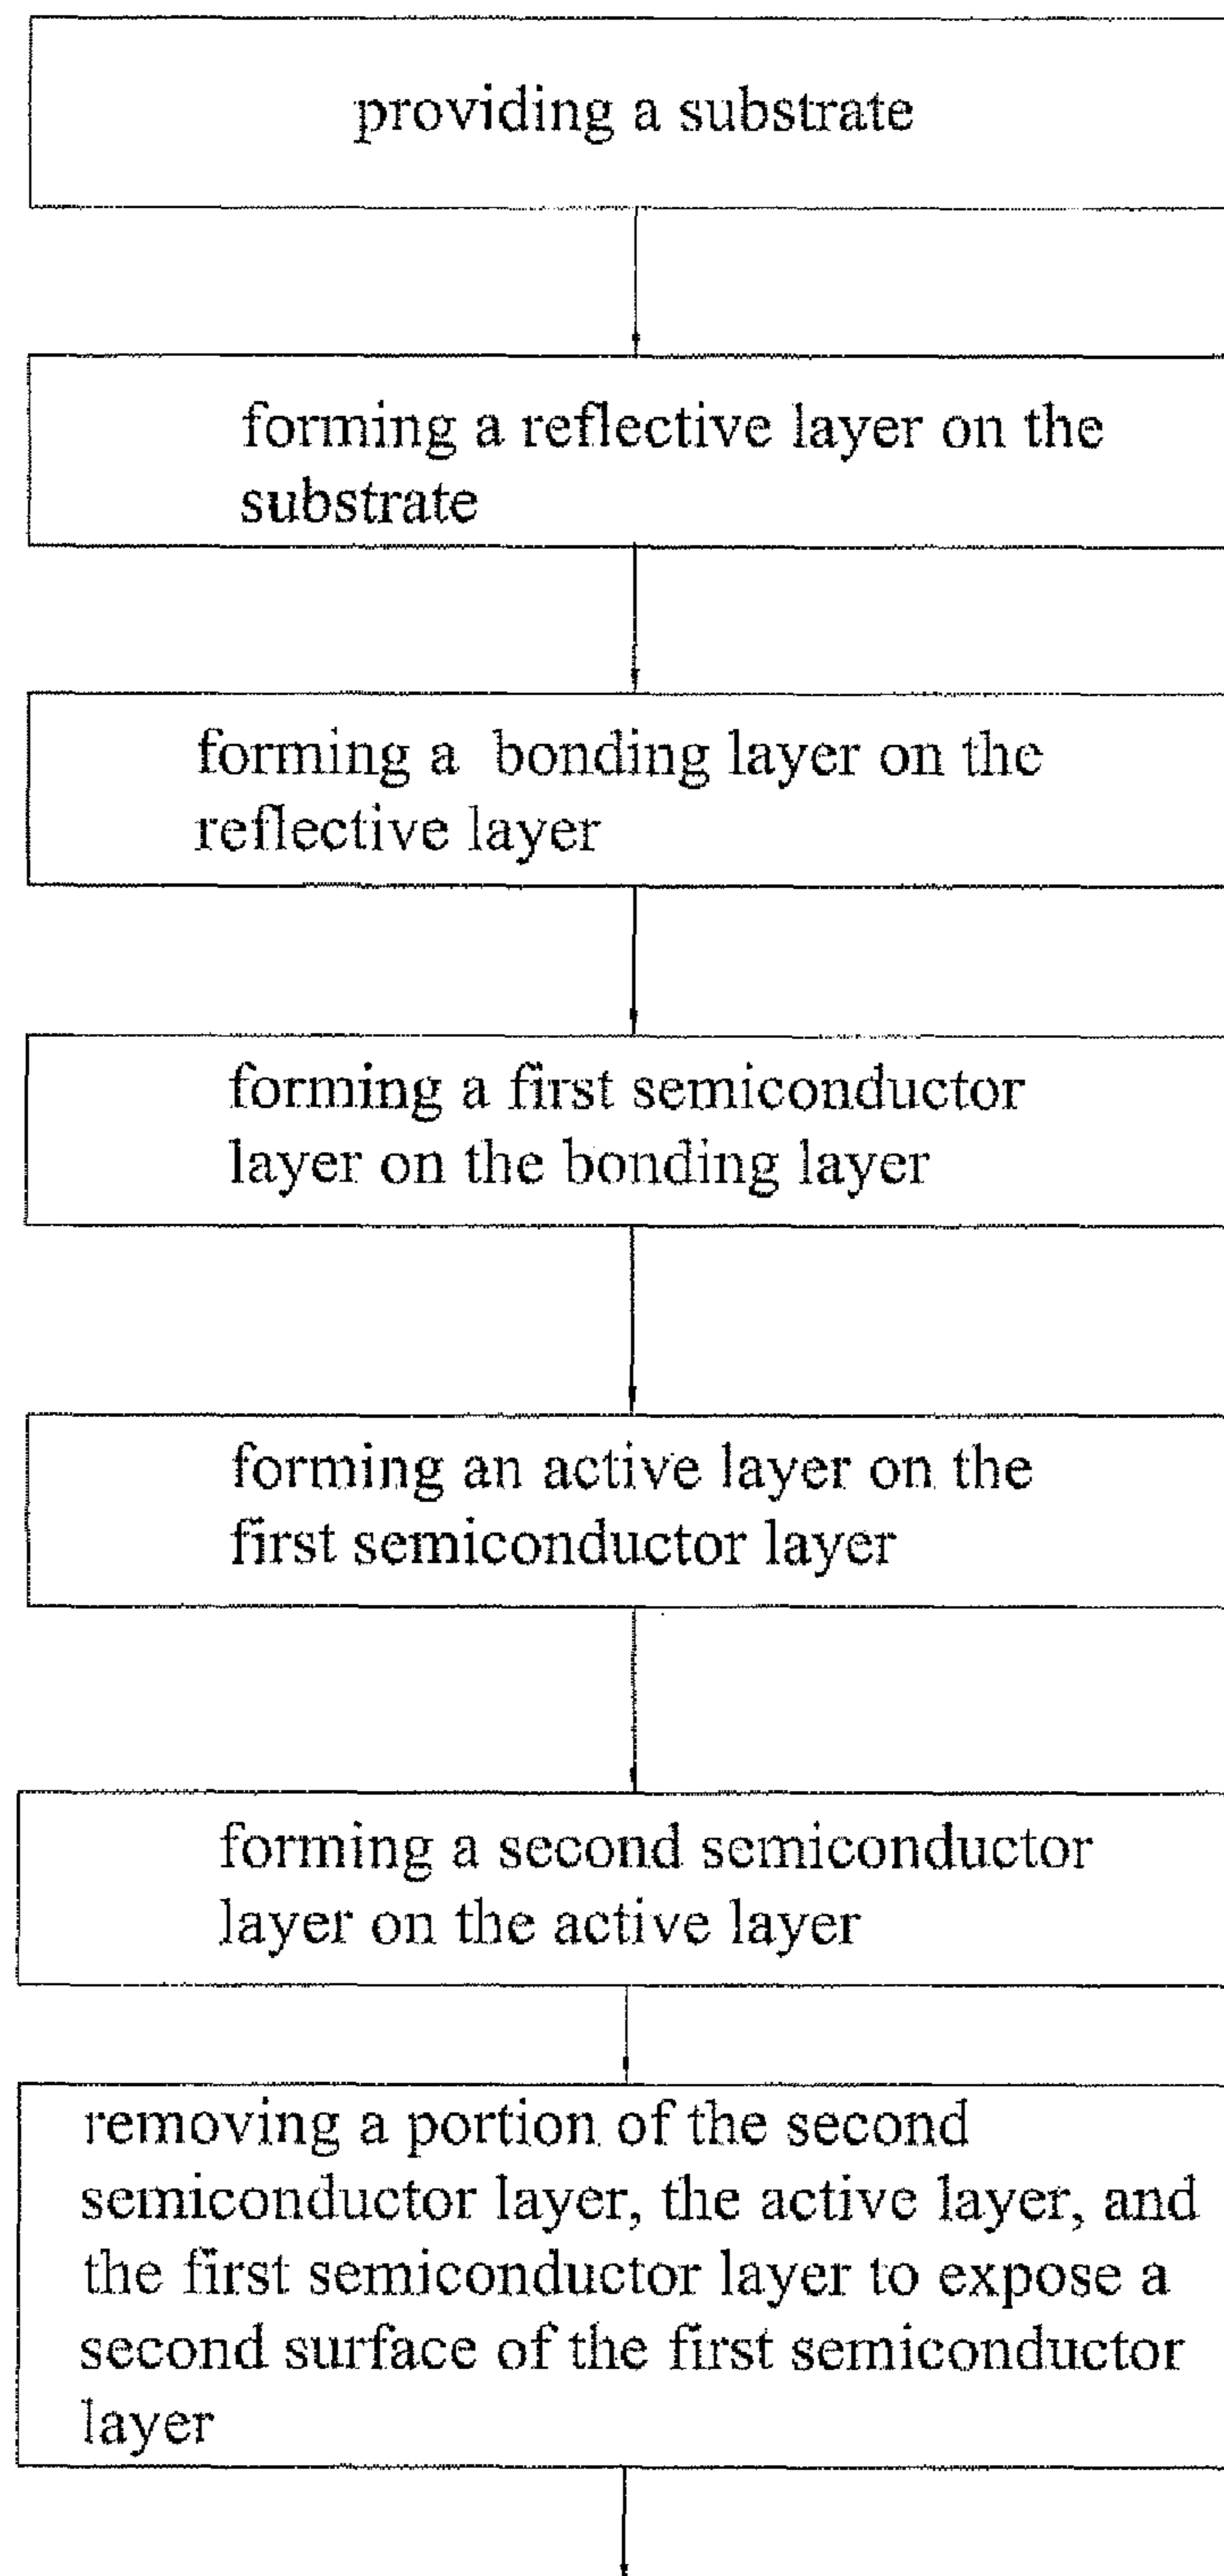 providing a substrate
forming a reflective layer on the
substrate
forming a bonding layer on the
reflective layer
forming a first semiconductor
layer on the bonding layer
forming an active layer on the
first semiconductor layer
forming a second semiconductor
layer on the active layer
removing a portion of the second
semiconductor layer, the active layer, and
the first semiconductor layer to expose a
second surface of the first semiconductor
layer